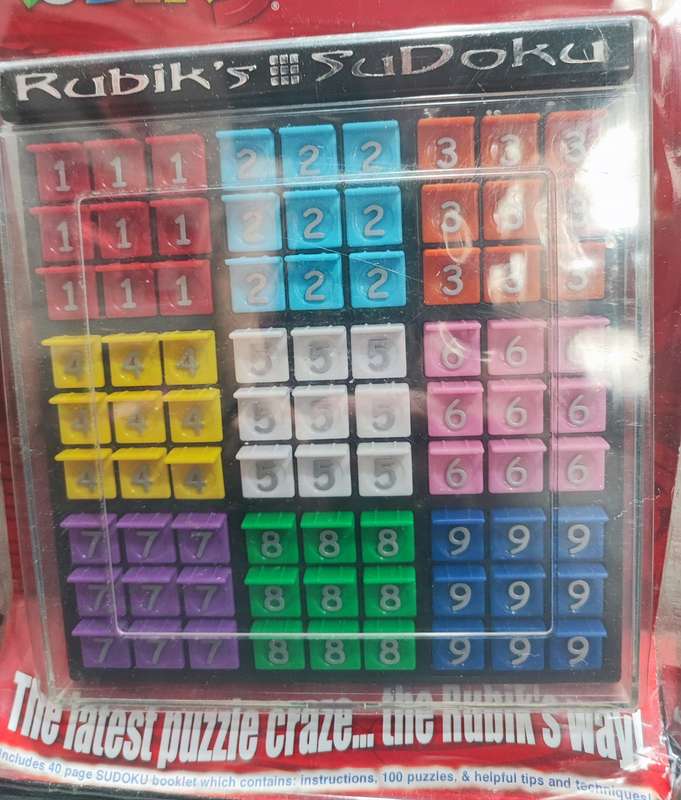 ®
Rubik's SuDoku
1 1 1 2 2 2 3 3 3
1 1 1 2 2 2 3 3 3
1 1 1 2 2 2 3 3 3
4 4 4 5 5 5 6 6 6
4 4 4 5 5 5 6 6 6
4 4 4 5 5 5 6 6 6
7 7 7 8 8 8 9 9 9
7 7 7 8 8 8 9 9 9
7 7 7 8 8 8 9 9 9
The latest puzzle craze... the Rubik's way!
Includes 40 page SUDOKU booklet which contains: instructions, 100 puzzles, & helpful tips and techniques!